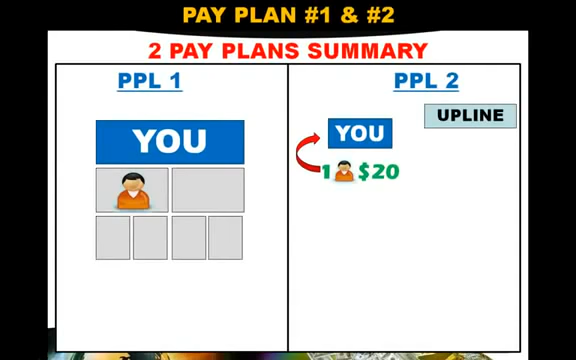 PAY PLAN #1 & #2
2 PAY PLANS SUMMARY
PPL 1
YOU
PPL 2
UPLINE
YOU
1 $20